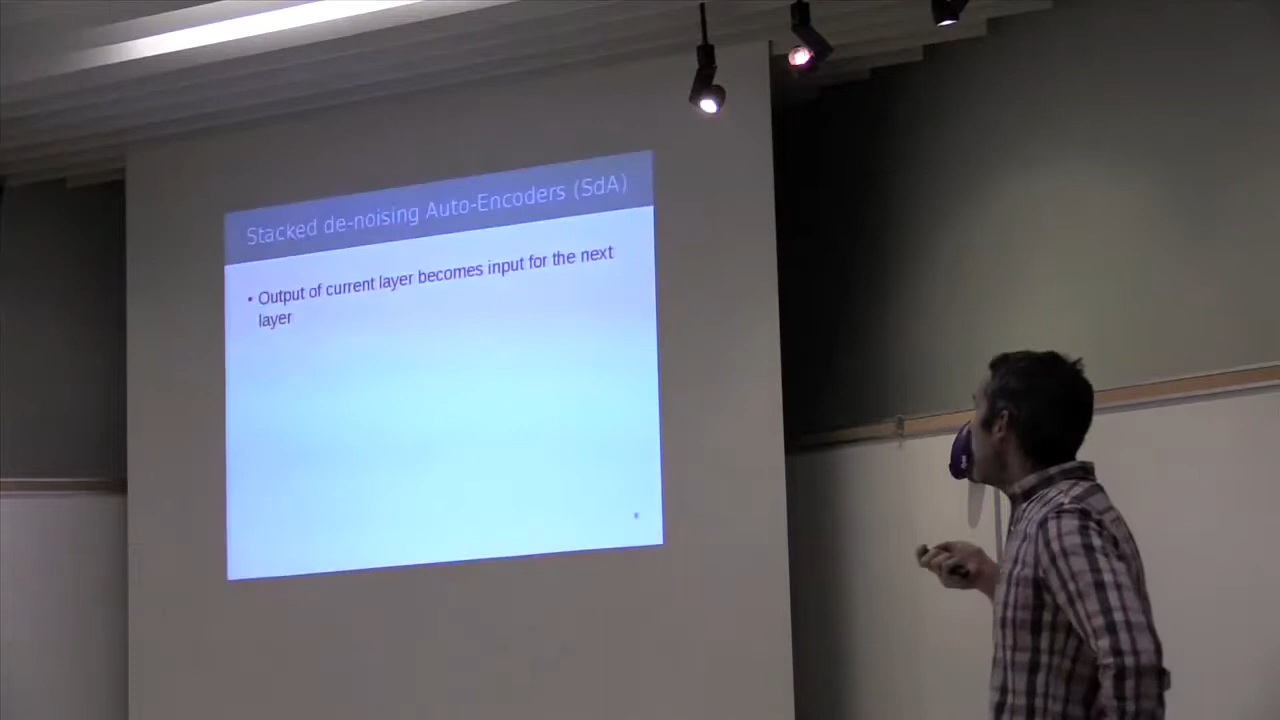 Stacked de-noising Auto-Encoders (SdA)
• Output of current layer becomes input for the next
layer